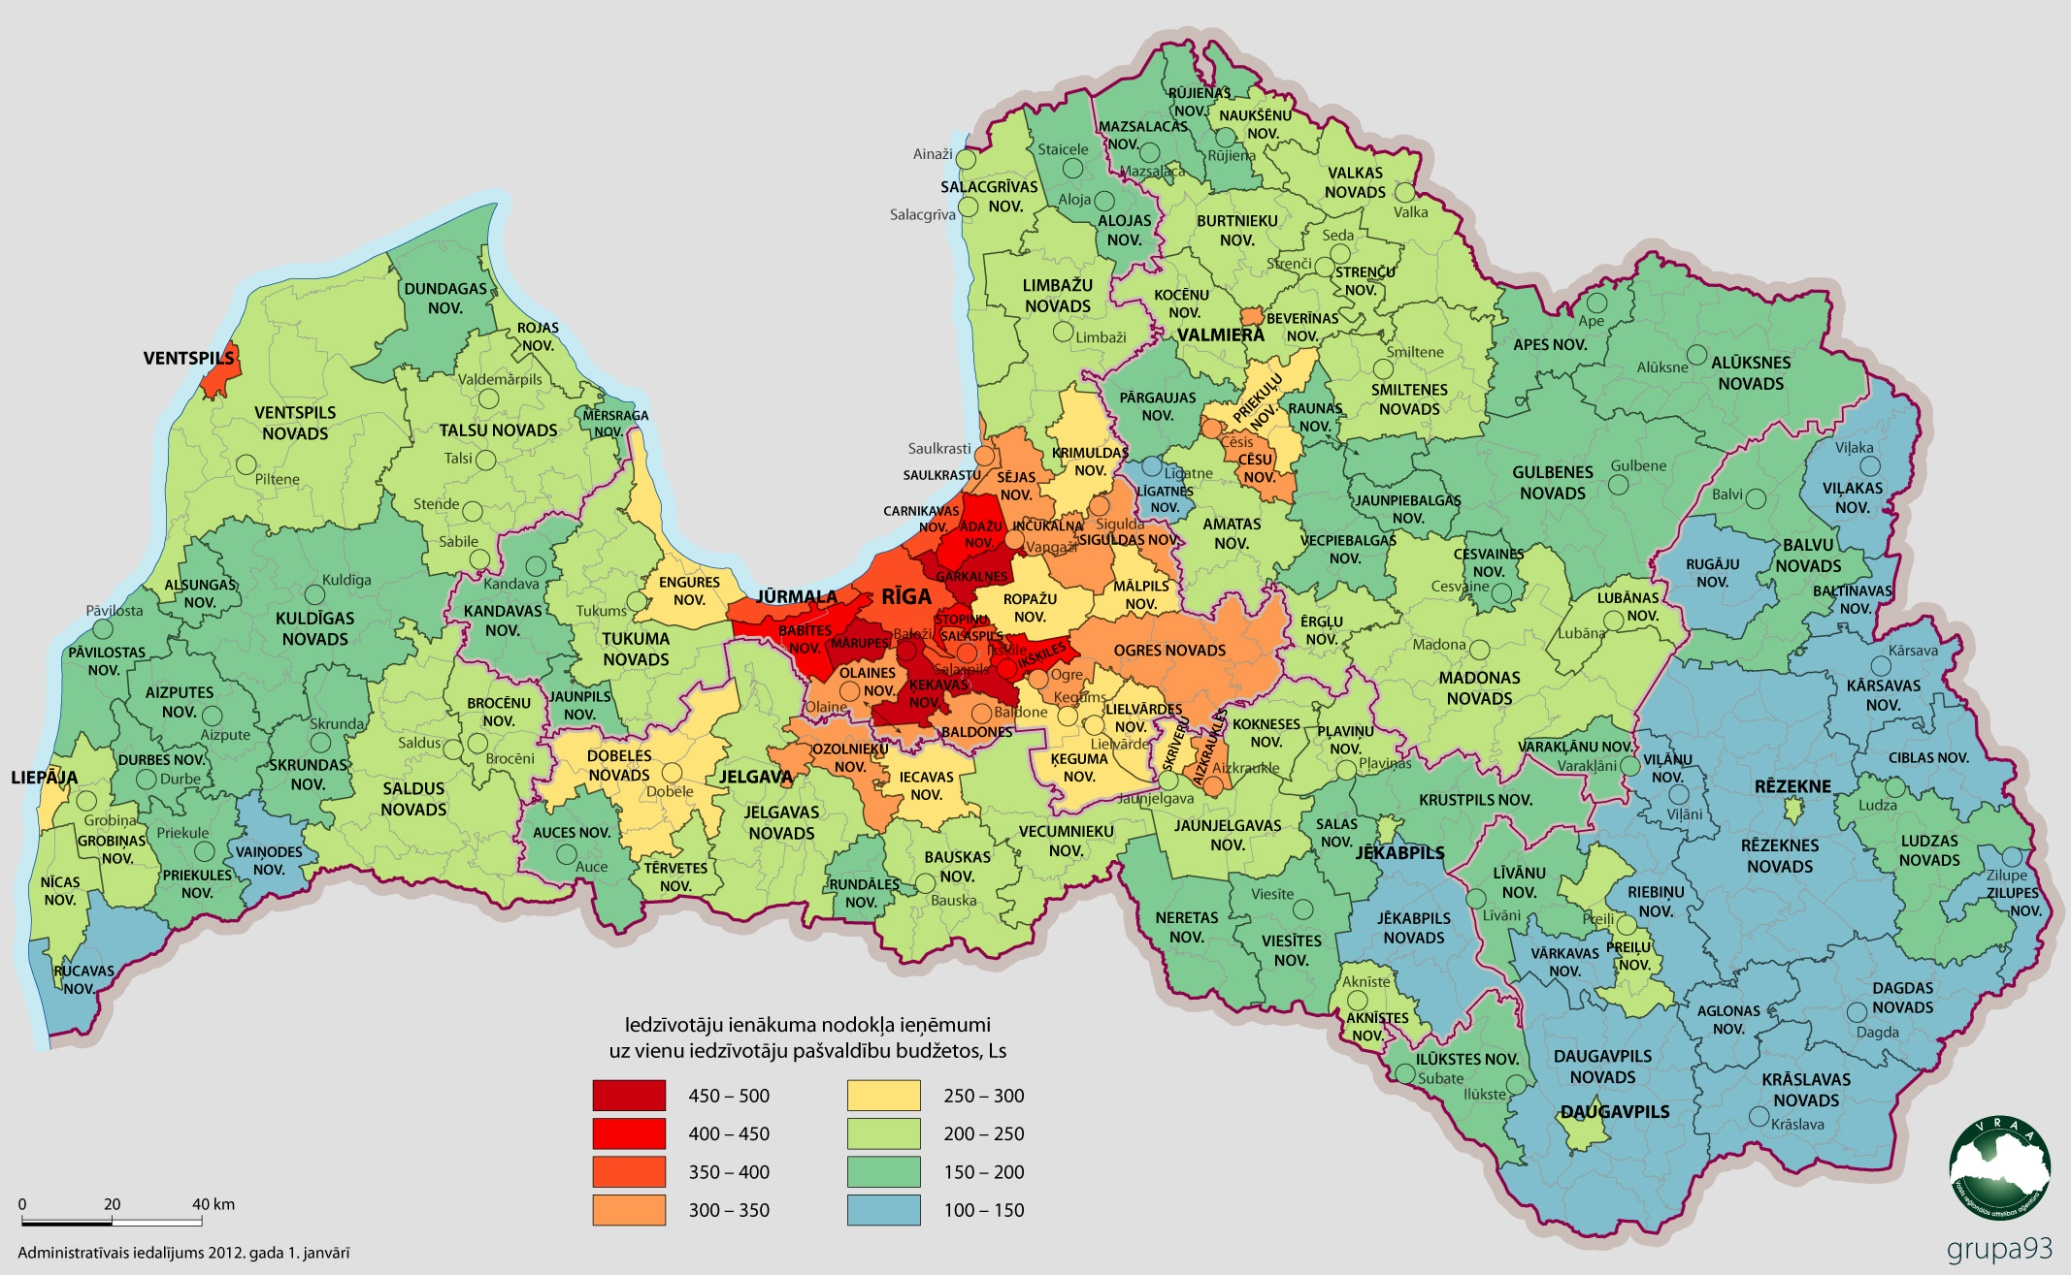 RŪJIENAS
NOV.
NAUKŠĒNU
NOV.
MAZSALACAS
NOV.
Rūjiena
Mazsalaca
Staicele
Ainaži
SALACGRĪVAS
NOV.
Salacgrīva
Aloja
ALOJAS
NOV.
VALKAS
NOVADS
Valka
BURTNIEKU
NOV.
Seda
Strenči
STRENČU
NOV.
DUNDAGAS
NOV.
ROJAS
NOV.
LIMBAŽU
NOVADS
Limbaži
KOCĒNU
NOV.
VALMIERA
BEVERĪNAS
NOV.
Ape
APES NOV.
Alūksne
ALŪKSNES
NOVADS
VENTSPILS
Valdemārpils
Smiltene
SMILTENES
NOVADS
VENTSPILS
NOVADS
TALSU NOVADS
Talsi
MĒRSRAGA
NOV.
PĀRGAUJAS
NOV.
PRIEKUĻU
NOV.
RAUNAS
NOV.
Piltene
Stende
Sabile
Saulkrasti
SAULKRASTU
SĒJAS
NOV.
KRIMULDAS
NOV.
Cēsis
CĒSU
NOV.
Līgatne
LĪGATNES
NOV.
GULBENES
NOVADS
Gulbene
Balvi
Viļaka
VIĻAKAS
NOV.
JAUNPIEBALGAS
NOV.
CARNIKAVAS
NOV.
ĀDAŽU
NOV.
INČUKALNA
Vangaži
Sigulda
SIGULDAS NOV.
AMATAS
NOV.
VECPIEBALGAS
NOV.
CESVAINES
NOV.
Cesvaine
BALVU
NOVADS
RUGĀJU
NOV.
BALTINAVAS
NOV.
ALSUNGAS
NOV.
Kuldīga
KULDĪGAS
NOVADS
Kandava
KANDAVAS
NOV.
Tukums
TUKUMA
NOVADS
ENGURES
NOV.
JŪRMALA
RĪGA
GARKALNES
ROPAŽU
NOV.
MĀLPILS
NOV.
LUBĀNAS
NOV.
Lubāna
ĒRGĻU
NOV.
Pāvilosta
PĀVILOSTAS
NOV.
BABĪTES
NOV.
MĀRUPES
Baloži
STOPIŅU
SALASPILS
Salaspils
Ikšķile
IKŠĶILES
OGRES NOVADS
Madona
MADONAS
NOVADS
Kārsava
KĀRSAVAS
NOV.
AIZPUTES
NOV.
Aizpute
BROCĒNU
NOV.
JAUNPILS
NOV.
OLAINES
NOV.
Olaine
ĶEKAVAS
NOV.
Ogre
Ķegums
Baldone
BALDONES
LIELVĀRDES
NOV.
Lielvārde
SKRĪVERU
AIZKRAUKLES
Aizkraukle
KOKNESES
NOV.
PĻAVIŅU
NOV.
Pļaviņas
VARAKĻĀNU NOV.
Varakļāni
VIĻĀNU
NOV.
Viļāni
CIBLAS NOV.
Skrunda
SKRUNDAS
NOV.
Saldus
Brocēni
SALDUS
NOVADS
DURBES NOV.
Durbe
LIEPĀJA
DOBELES
NOVADS
Dobele
JELGAVA
OZOLNIEKU
NOV.
IECAVAS
NOV.
ĶEGUMA
NOV.
Jaunjelgava
KRUSTPILS NOV.
RĒZEKNE
Ludza
Grobiņa
GROBIŅAS
NOV.
Priekule
PRIEKULES
NOV.
VAIŅODES
NOV.
AUCES NOV.
Auce
JELGAVAS
NOVADS
VECUMNIEKU
NOV.
JAUNJELGAVAS
NOV.
SALAS
NOV.
JĒKABPILS
RĒZEKNES
NOVADS
LUDZAS
NOVADS
Zilupe
ZILUPES
NOV.
NĪCAS
NOV.
TĒRVETES
NOV.
RUNDĀLES
NOV.
BAUSKAS
NOV.
Bauska
LĪVĀNU
NOV.
Līvāni
Preiļi
RIEBIŅU
NOV.
NERETAS
NOV.
Viesīte
VIESĪTES
NOV.
JĒKABPILS
NOVADS
VĀRKAVAS
NOV.
PREIĻU
NOV.
RUCAVAS
NOV.
Aknīste
AKNĪSTES
NOV.
AGLONAS
NOV.
DAGDAS
NOVADS
Dagda
ILŪKSTES NOV.
Subate
Ilūkste
DAUGAVPILS
NOVADS
DAUGAVPILS
KRĀSLAVAS
NOVADS
Krāslava
Iedzīvotāju ienākuma nodokļa ieņēmumi
uz vienu iedzīvotāju pašvaldību budžetos, Ls
450 – 500
400 – 450
350 – 400
300 – 350
250 – 300
200 – 250
150 – 200
100 – 150
0 20 40 km
Administratīvais iedalījums 2012. gada 1. janvārī
VRAA
Valsts reģionālās attīstības aģentūra
grupa93